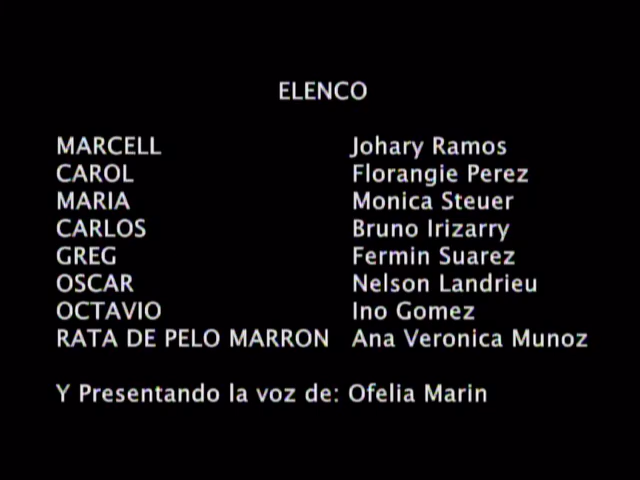 ELENCO
MARCELL Johary Ramos
CAROL Florangie Perez
MARIA Monica Steuer
CARLOS Bruno Irizarry
GREG Fermin Suarez
OSCAR Nelson Landrieu
OCTAVIO Ino Gomez
RATA DE PELO MARRON Ana Veronica Munoz
Y Presentando la voz de: Ofelia Marin